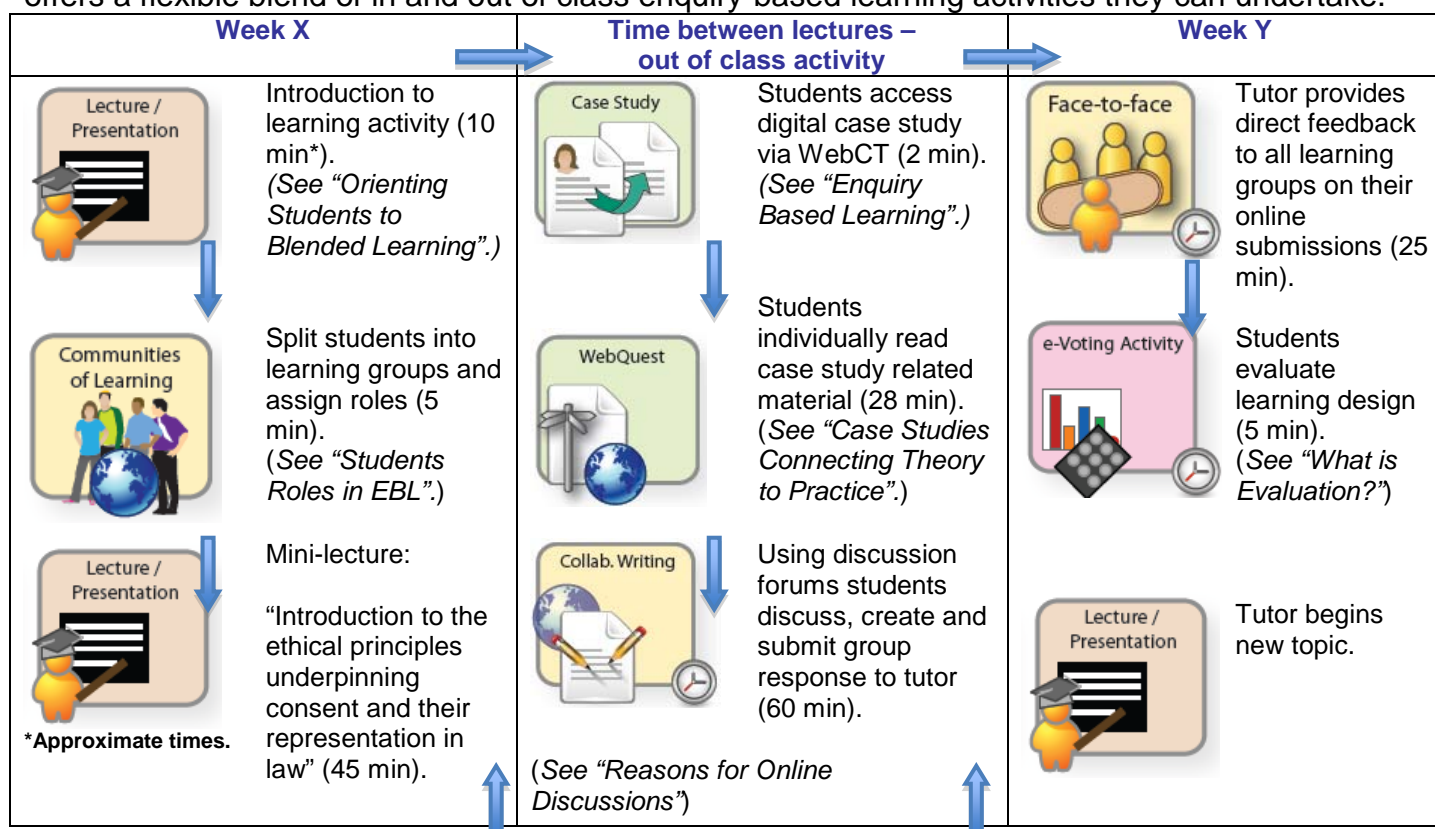 offers a flexible blend of in and out of class enquiry-based learning activities they can undertake.
Week X
Time between lectures –
out of class activity
Week Y
Lecture /
Presentation
Introduction to
learning activity (10
min*).
(See “Orienting
Students to
Blended Learning”.)
Communities
of Learning
Split students into
learning groups and
assign roles (5
min).
(See “Students
Roles in EBL”.)
Lecture /
Presentation
*Approximate times.
Mini-lecture:
“Introduction to the
ethical principles
underpinning
consent and their
representation in
law” (45 min).
Case Study
Students access
digital case study
via WebCT (2 min).
(See “Enquiry
Based Learning”.)
WebQuest
Students
individually read
case study related
material (28 min).
(See “Case Studies
Connecting Theory
to Practice”.)
Collab. Writing
Using discussion
forums students
discuss, create and
submit group
response to tutor
(60 min).
(See “Reasons for Online
Discussions”)
Face-to-face
Tutor provides
direct feedback
to all learning
groups on their
online
submissions (25
min).
e-Voting Activity
Students
evaluate
learning design
(5 min).
(See “What is
Evaluation?”)
Lecture /
Presentation
Tutor begins
new topic.